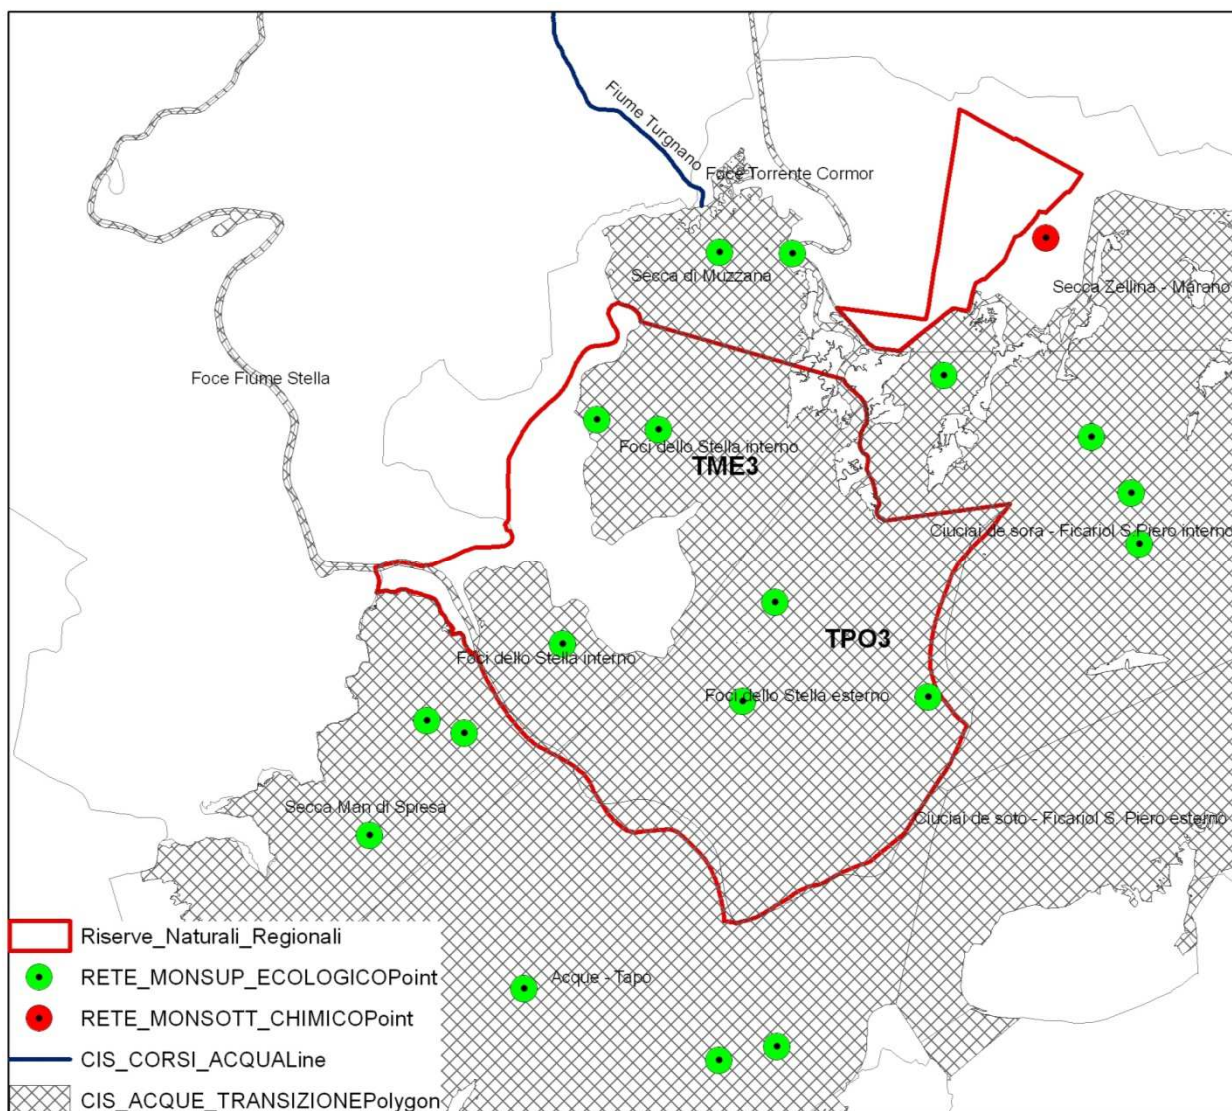 Fiume Turgnano
Foce Torrente Cormor
Secca di Muzzana
Secca Zellina - Marano
Foce Fiume Stella
Foci dello Stella interno
TME3
Ciuciai de sora - Ficariol S.Piero interno
TPO3
Foci dello Stella interno
Foci dello Stella esterno
Secca Man di Spiesa
Ciuciai de soto - Ficariol S. Piero esterno
Acque - Tapo
Riserve_Naturali_Regionali
RETE_MONSUP_ECOLOGICOPoint
RETE_MONSOTT_CHIMICOPoint
CIS_CORSI_ACQUALine
CIS_ACQUE_TRANSIZIONEPolygon